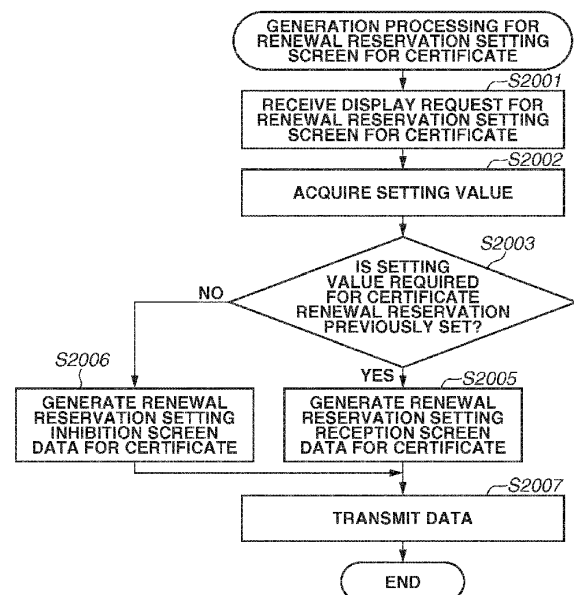 GENERATION PROCESSING FOR
RENEWAL RESERVATION SETTING
SCREEN FOR CERTIFICATE
S2001
RECEIVE DISPLAY REQUEST FOR
RENEWAL RESERVATION SETTING
SCREEN FOR CERTIFICATE
S2002
ACQUIRE SETTING VALUE
S2003
IS SETTING
VALUE REQUIRED
FOR CERTIFICATE
RENEWAL RESERVATION
PREVIOUSLY SET?
NO
S2006
GENERATE RENEWAL
RESERVATION SETTING
INHIBITION SCREEN
DATA FOR CERTIFICATE
YES
S2005
GENERATE RENEWAL
RESERVATION SETTING
RECEPTION SCREEN
DATA FOR CERTIFICATE
S2007
TRANSMIT DATA
END